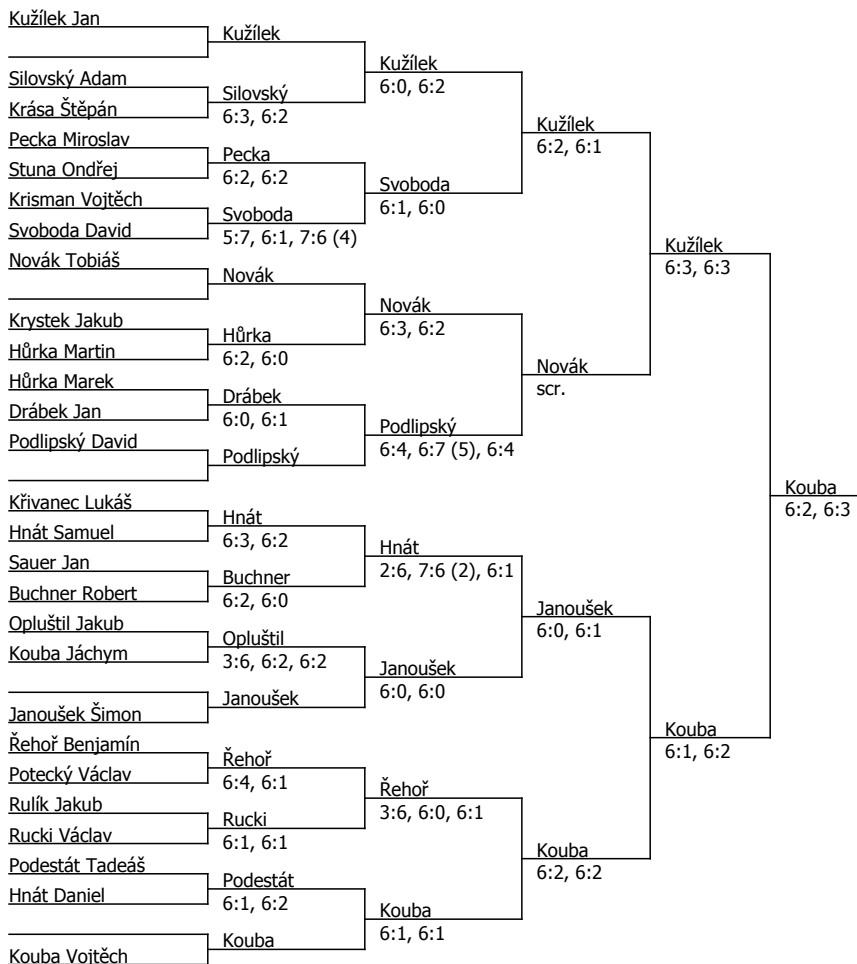 Kužílek Jan
Silovský Adam
Krása Štěpán
Pecka Miroslav
Stuna Ondřej
Krisman Vojtěch
Svoboda David
Novák Tobiáš
Krystek Jakub
Hůrka Martin
Hůrka Marek
Drábek Jan
Podlipský David
Křivanec Lukáš
Hnát Samuel
Sauer Jan
Buchner Robert
Opluštil Jakub
Kouba Jáchym
Janoušek Šimon
Řehoř Benjamín
Potecký Václav
Rulík Jakub
Rucki Václav
Podestát Tadeáš
Hnát Daniel
Kouba Vojtěch
Kužílek
Silovský
6:3, 6:2
Pecka
6:2, 6:2
Svoboda
5:7, 6:1, 7:6 (4)
Novák
Hůrka
6:2, 6:0
Drábek
6:0, 6:1
Podlipský
Hnát
6:3, 6:2
Buchner
6:2, 6:0
Opluštil
3:6, 6:2, 6:2
Janoušek
Řehoř
6:4, 6:1
Rucki
6:1, 6:1
Podestát
6:1, 6:2
Kouba
Kužílek
6:0, 6:2
Svoboda
6:1, 6:0
Novák
6:3, 6:2
Podlipský
6:4, 6:7 (5), 6:4
Hnát
2:6, 7:6 (2), 6:1
Janoušek
6:0, 6:0
Řehoř
3:6, 6:0, 6:1
Kouba
6:1, 6:1
Kužílek
6:2, 6:1
Novák
scr.
Janoušek
6:0, 6:1
Kouba
6:2, 6:2
Kužílek
6:3, 6:3
Kouba
6:1, 6:2
Kouba
6:2, 6:3